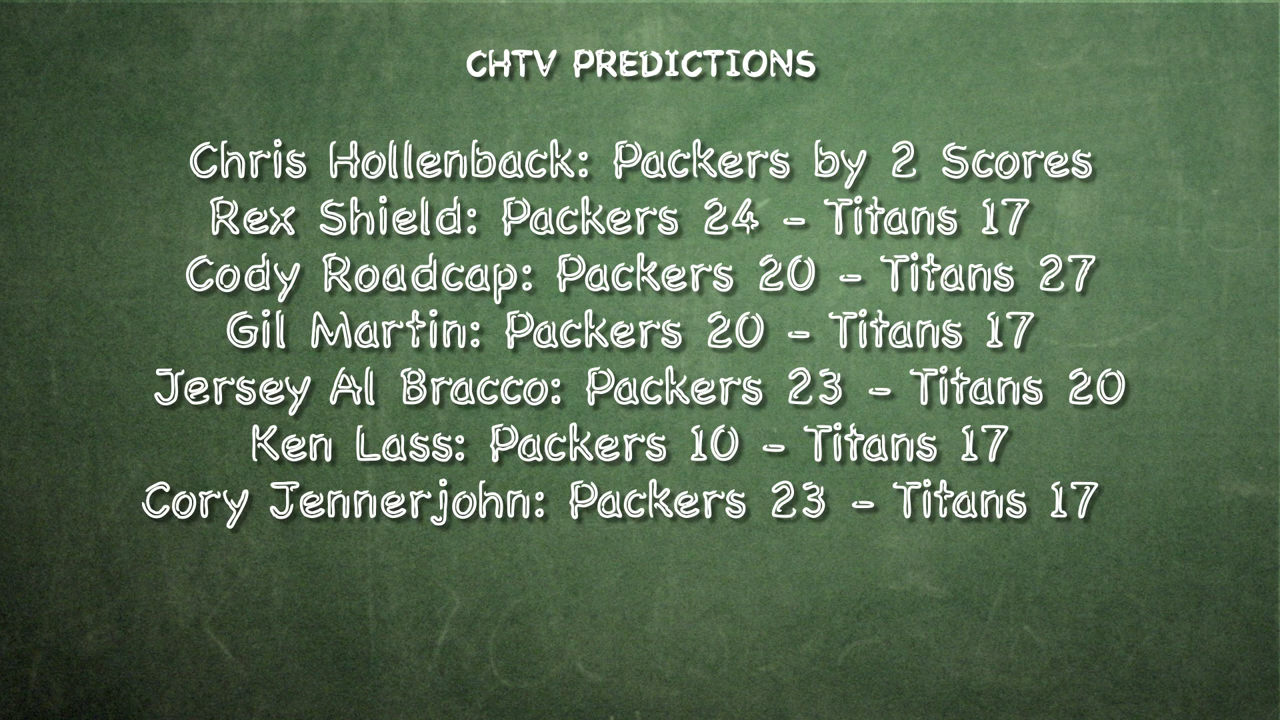 CHTV PREDICTIONS
Chris Hollenback: Packers by 2 Scores
Rex Shield: Packers 24 - Titans 17
Cody Roadcap: Packers 20 - Titans 27
Gil Martin: Packers 20 - Titans 17
Jersey Al Bracco: Packers 23 - Titans 20
Ken Lass: Packers 10 - Titans 17
Cory Jennerjohn: Packers 23 - Titans 17